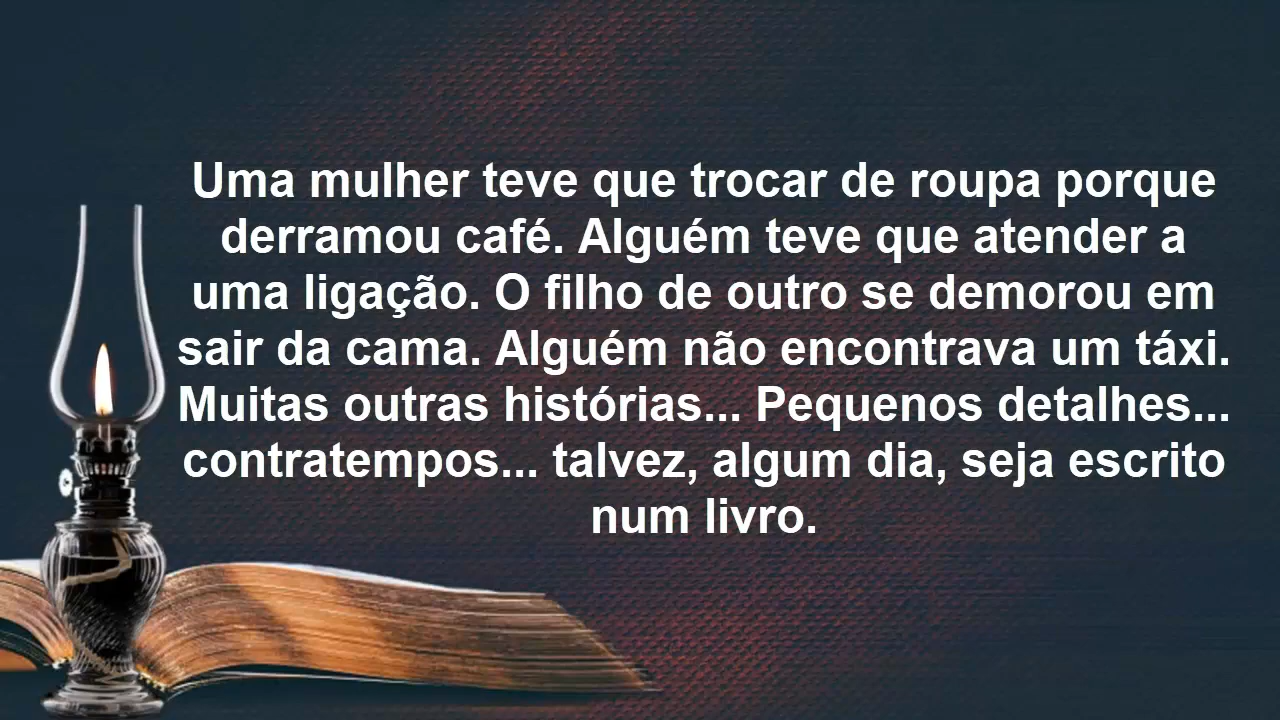 Uma mulher teve que trocar de roupa porque
derramou café. Alguém teve que atender a
uma ligação. O filho de outro se demorou em
sair da cama. Alguém não encontrava um táxi.
Muitas outras histórias... Pequenos detalhes...
contratempos... talvez, algum dia, seja escrito
num livro.